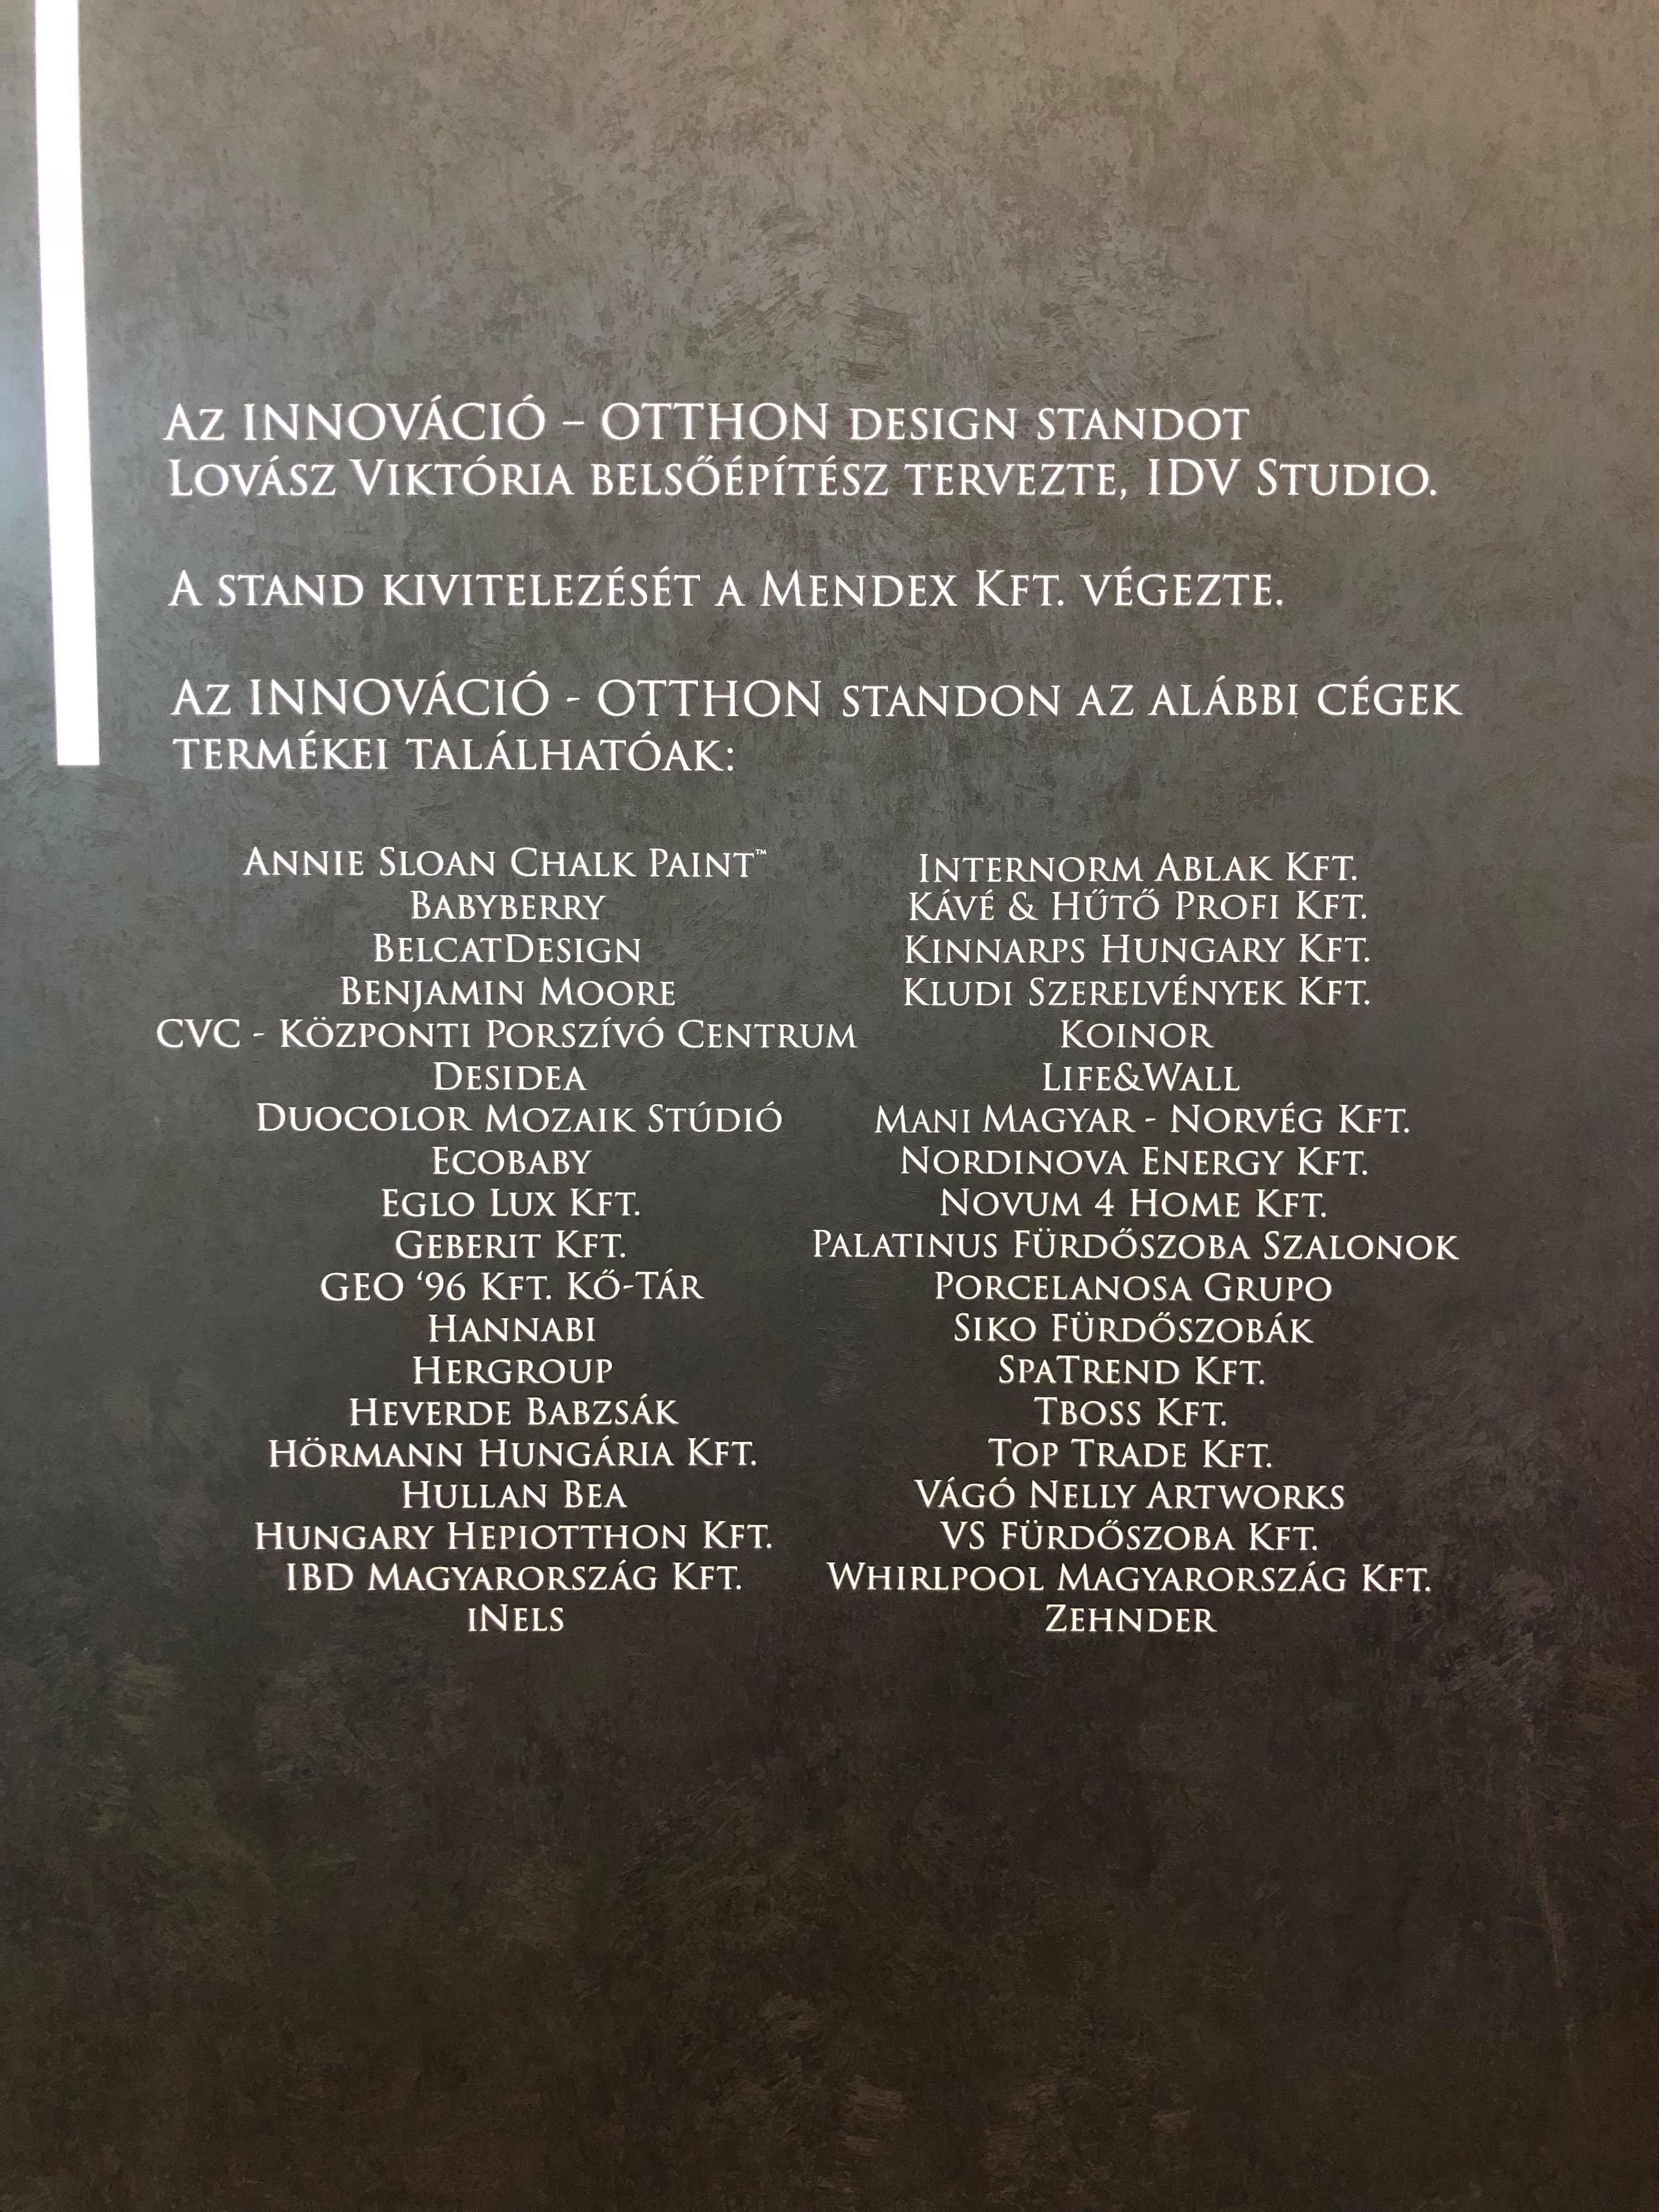 Az INNOVÁCIÓ – OTTHON DESIGN STANDOT
LOVÁSZ VIKTÓRIA BELSŐÉPÍTÉSZ TERVEZTE, IDV STUDIO.
A STAND KIVITELEZÉSÉT A MENDEX KFT. VÉGEZTE.
Az INNOVÁCIÓ - OTTHON STANDON AZ ALÁBBI CÉGEK
TERMÉKEI TALÁLHATÓAK:
ANNIE SLOAN CHALK PAINT™
BABYBERRY
BELCATDESIGN
BENJAMIN MOORE
CVC - KÖZPONTI PORSZÍVÓ CENTRUM
DESIDEA
DUOCOLOR MOZAIK STÚDIÓ
ECOBABY
EGLO LUX KFT.
GEBERIT KFT.
GEO ‘96 KFT. KŐ-TÁR
HANNABI
HERGROUP
HEVERDE BABZSÁK
HÖRMANN HUNGÁRIA KFT.
HULLAN BEA
HUNGARY HEPIOTTHON KFT.
IBD MAGYARORSZÁG KFT.
INELS
INTERNORM ABLAK KFT.
KÁVÉ & HŰTŐ PROFI KFT.
KINNARPS HUNGARY KFT.
KLUDI SZERELVÉNYEK KFT.
KOINOR
LIFE&WALL
MANI MAGYAR - NORVÉG KFT.
NORDINOVA ENERGY KFT.
NOVUM 4 HOME KFT.
PALATINUS FÜRDŐSZOBA SZALONOK
PORCELANOSA GRUPO
SIKO FÜRDŐSZOBÁK
SPATREND KFT.
TBOSS KFT.
TOP TRADE KFT.
VÁGÓ NELLY ARTWORKS
VS FÜRDŐSZOBA KFT.
WHIRLPOOL MAGYARORSZÁG KFT.
ZEHNDER